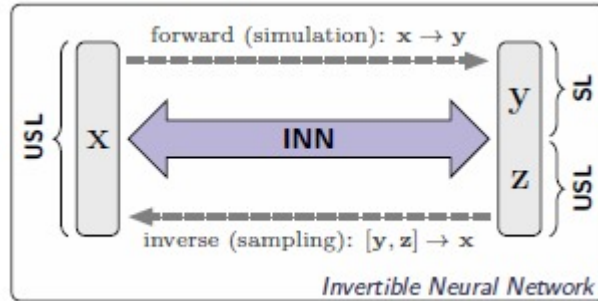 forward (simulation): x → y
USL
x
INN
y
z
SL
USL
inverse (sampling): [y, z] → x
Invertible Neural Network